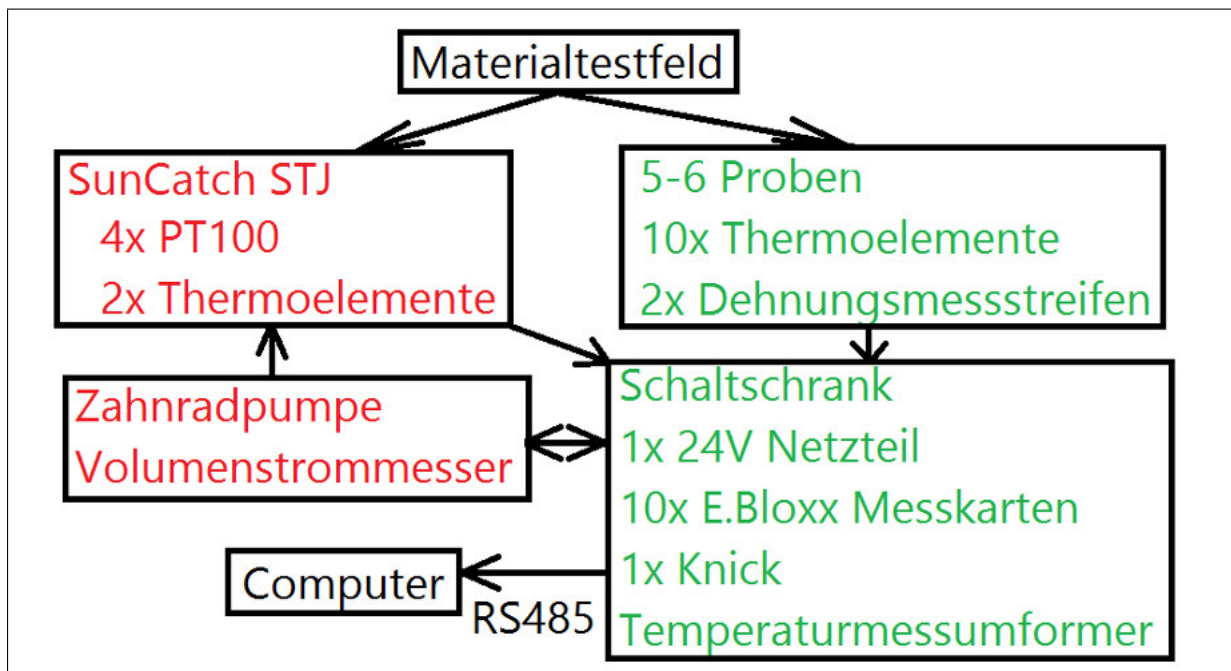 Materialtestfeld
SunCatch STJ
4x PT100
2x Thermoelemente
5-6 Proben
10x Thermoelemente
2x Dehnungsmessstreifen
Zahnradpumpe
Volumenstrommesser
Schaltschrank
1x 24V Netzteil
10x E.Bloxx Messkarten
1x Knick
Temperaturmessumformer
Computer
RS485